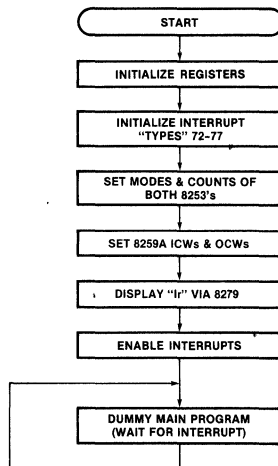 START
INITIALIZE REGISTERS
INITIALIZE INTERRUPT
"TYPES" 72-77
SET MODES & COUNTS OF
BOTH 8253's
SET 8259A ICWs & OCWs
DISPLAY "Ir" VIA 8279
ENABLE INTERRUPTS
DUMMY MAIN PROGRAM
(WAIT FOR INTERRUPT)